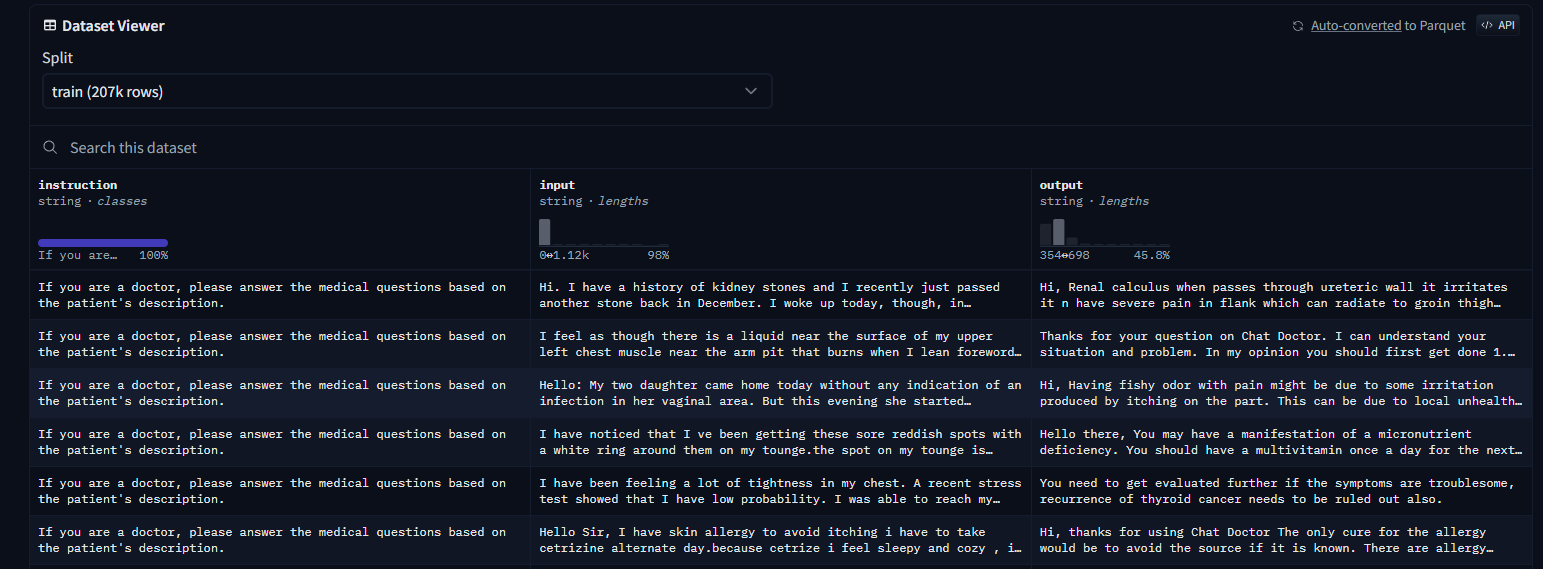 Dataset Viewer
Auto-converted to Parquet
API
Split
train (207k rows)
Search this dataset
instruction
string · classes
If you are… 100%
input
string · lengths
0↔1.12k 98%
output
string · lengths
354↔698 45.8%
If you are a doctor, please answer the medical questions based on
the patient's description.
Hi. I have a history of kidney stones and I recently just passed
another stone back in December. I woke up today, though, in…
Hi, Renal calculus when passes through ureteric wall it irritates
it n have severe pain in flank which can radiate to groin thigh…
If you are a doctor, please answer the medical questions based on
the patient's description.
I feel as though there is a liquid near the surface of my upper
left chest muscle near the arm pit that burns when I lean foreword…
Thanks for your question on Chat Doctor. I can understand your
situation and problem. In my opinion you should first get done 1.…
If you are a doctor, please answer the medical questions based on
the patient's description.
Hello: My two daughter came home today without any indication of an
infection in her vaginal area. But this evening she started…
Hi, Having fishy odor with pain might be due to some irritation
produced by itching on the part. This can be due to local unhealth…
If you are a doctor, please answer the medical questions based on
the patient's description.
I have noticed that I ve been getting these sore reddish spots with
a white ring around them on my tounge.the spot on my tounge is…
Hello there, You may have a manifestation of a micronutrient
deficiency. You should have a multivitamin once a day for the next…
If you are a doctor, please answer the medical questions based on
the patient's description.
I have been feeling a lot of tightness in my chest. A recent stress
test showed that I have low probability. I was able to reach my…
You need to get evaluated further if the symptoms are troublesome,
recurrence of thyroid cancer needs to be ruled out also.
If you are a doctor, please answer the medical questions based on
the patient's description.
Hello Sir, I have skin allergy to avoid itching i have to take
cetrizine alternate day.because cetrize i feel sleepy and cozy , i…
Hi, thanks for using Chat Doctor The only cure for the allergy
would be to avoid the source if it is known. There are allergy…